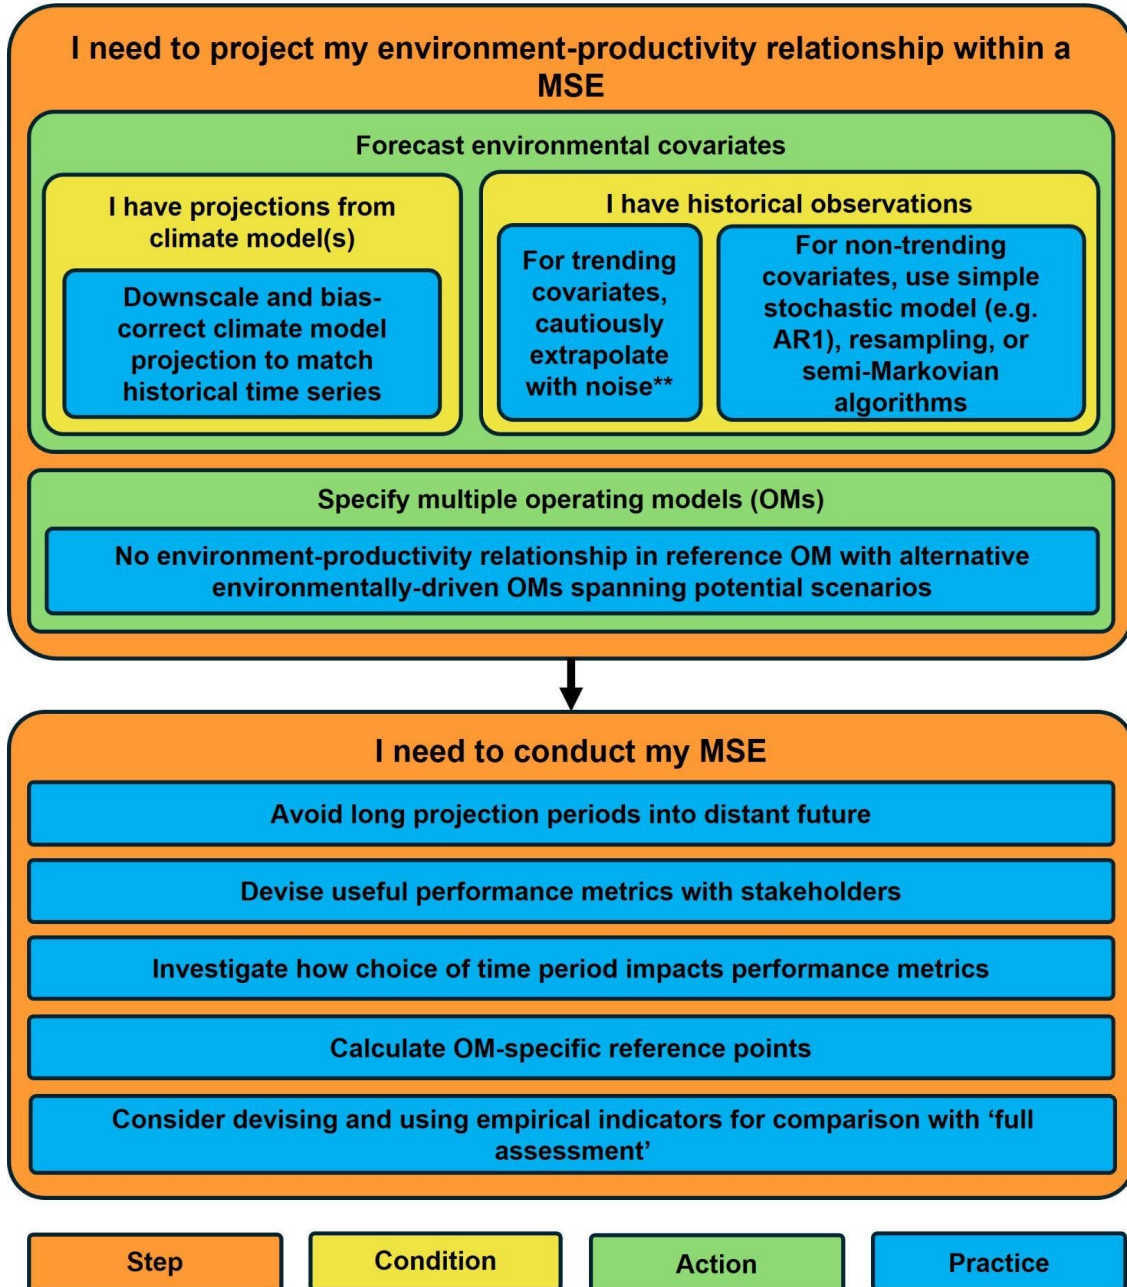 I need to project my environment-productivity relationship within a
MSE
Forecast environmental covariates
I have projections from
climate model(s)
Downscale and bias-
correct climate model
projection to match
historical time series
I have historical observations
For trending
covariates,
cautiously
extrapolate
with noise**
For non-trending
covariates, use simple
stochastic model (e.g.
AR1), resampling, or
semi-Markovian
algorithms
Specify multiple operating models (OMs)
No environment-productivity relationship in reference OM with alternative
environmentally-driven OMs spanning potential scenarios
I need to conduct my MSE
Avoid long projection periods into distant future
Devise useful performance metrics with stakeholders
Investigate how choice of time period impacts performance metrics
Calculate OM-specific reference points
Consider devising and using empirical indicators for comparison with ‘full
assessment’
Step
Condition
Action
Practice